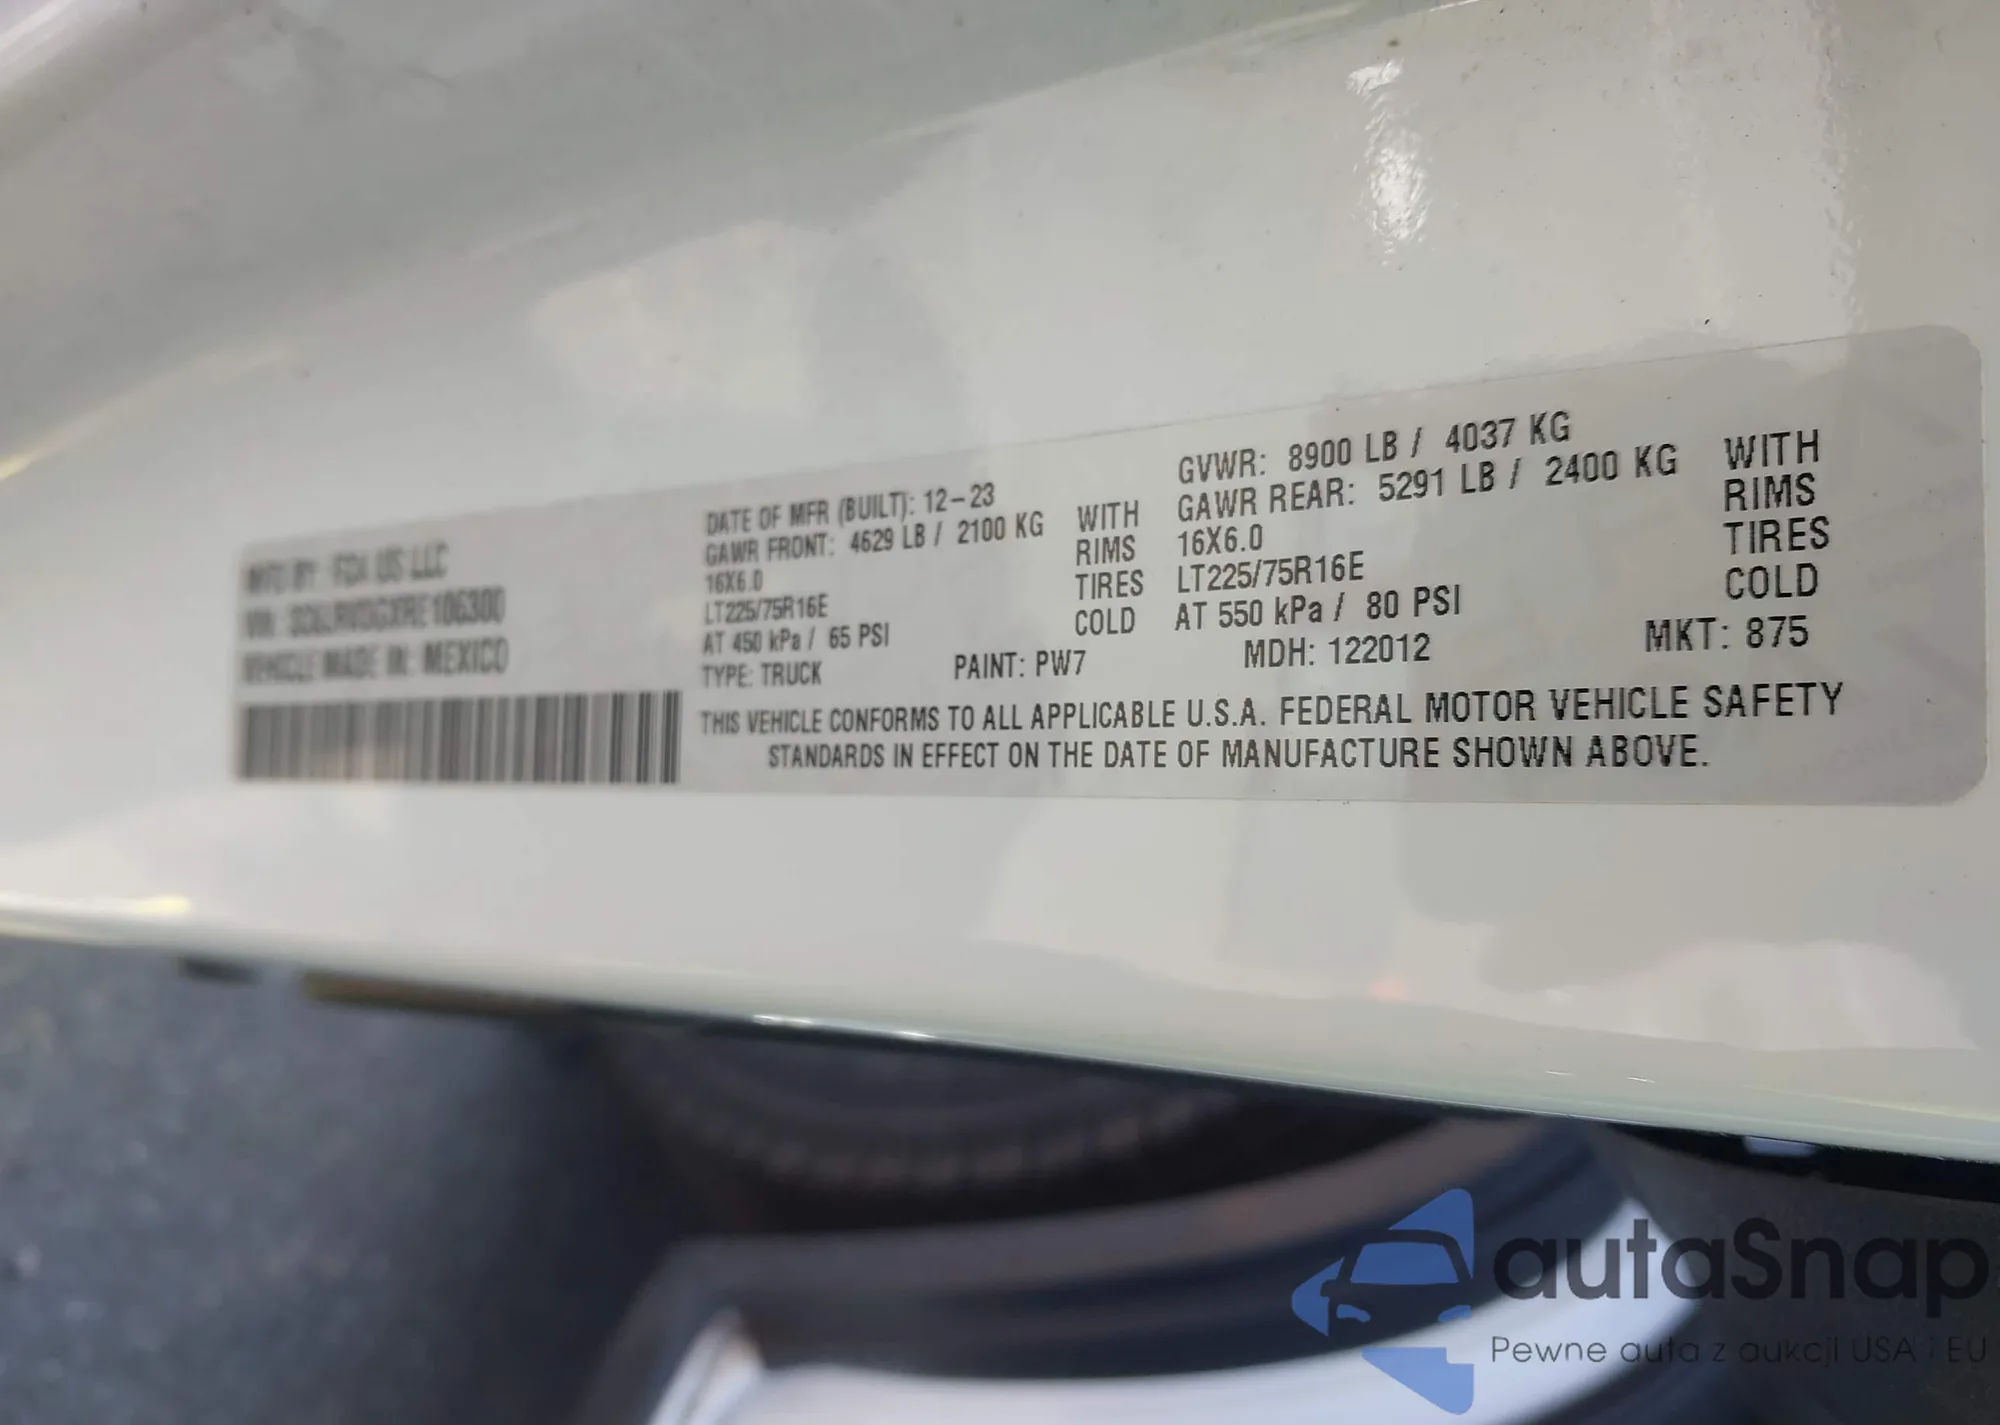 MFD BY: FCA US LLC
VIN:
VEHICLE MADE IN: MEXICO
DATE OF MFR (BUILT): 12-23
GVWR: 8900 LB / 4037 KG
GAWR FRONT: 4629 LB / 2100 KG WITH
GAWR REAR: 5291 LB / 2400 KG WITH
16X6.0 RIMS
16X6.0 RIMS
LT225/75R16E TIRES
LT225/75R16E TIRES
AT 450 kPa / 65 PSI COLD
AT 550 kPa / 80 PSI COLD
TYPE: TRUCK PAINT: PW7 MDH: 122012 MKT: 875
THIS VEHICLE CONFORMS TO ALL APPLICABLE U.S.A. FEDERAL MOTOR VEHICLE SAFETY
STANDARDS IN EFFECT ON THE DATE OF MANUFACTURE SHOWN ABOVE.
autaSnap
Pewne auta z aukcji USA i EU